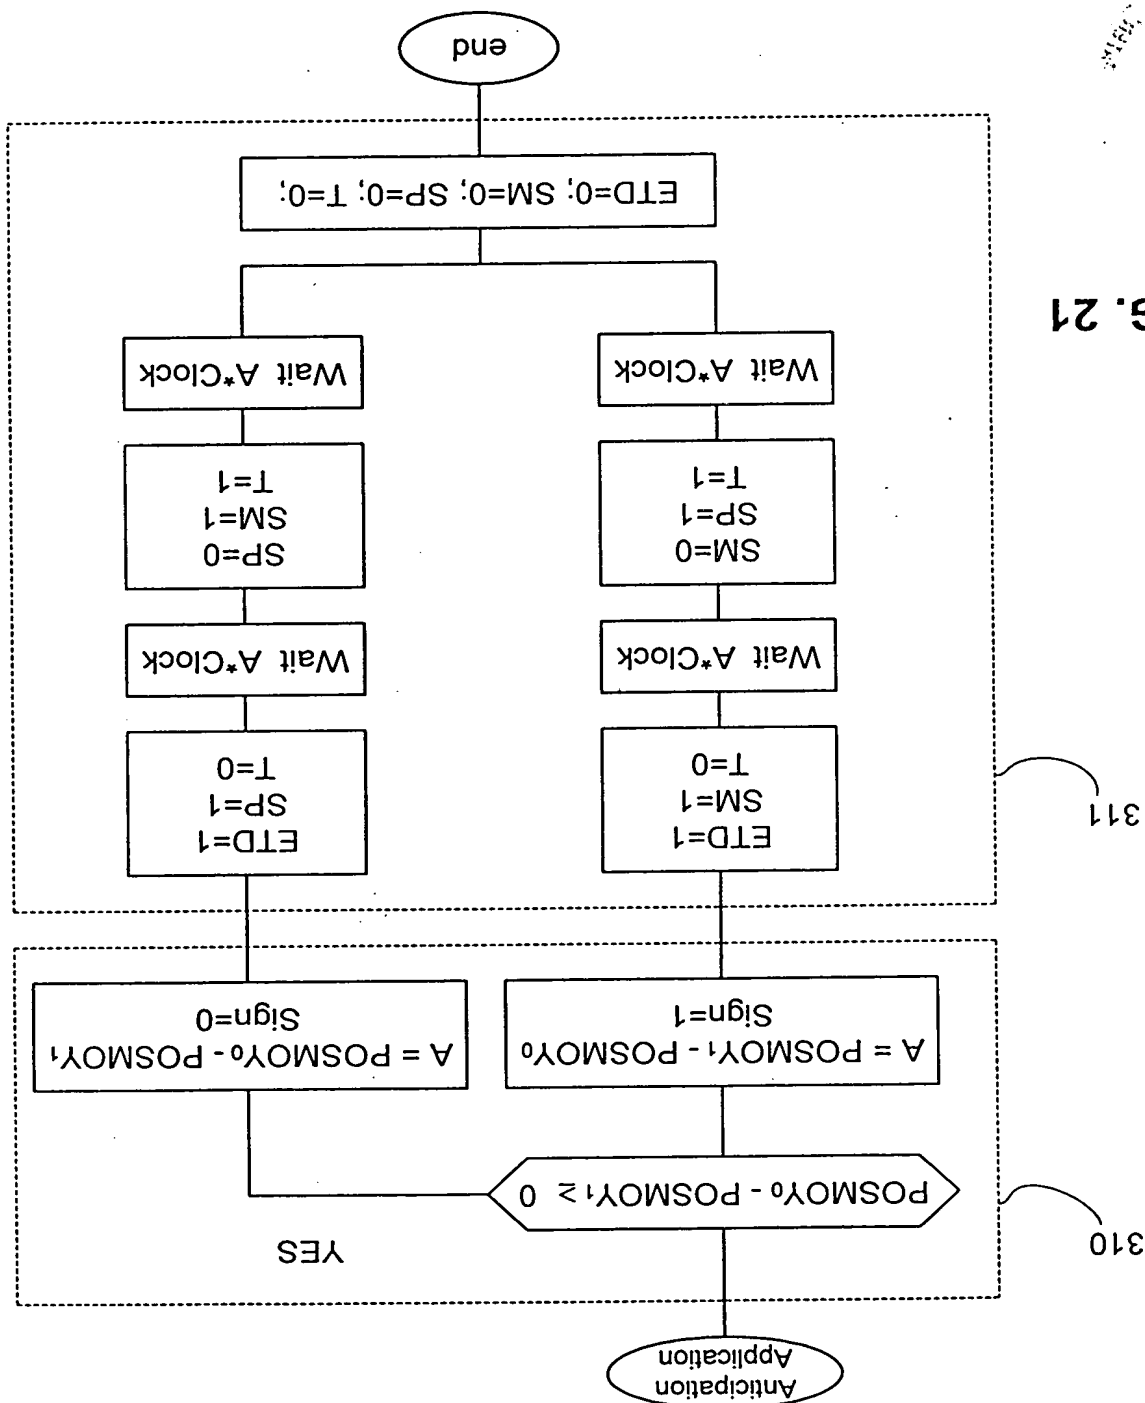 Anticipation
Application
310
YES
POSMOY₀ - POSMOY₁ ≥ 0
A = POSMOY₁ - POSMOY₀
Sign=1
A = POSMOY₀ - POSMOY₁
Sign=0
311
ETD=1
SM=1
T=0
ETD=1
SP=1
T=0
Wait A*Clock
Wait A*Clock
SM=0
SP=1
T=1
SP=0
SM=1
T=1
Wait A*Clock
Wait A*Clock
G. 21
ETD=0; SM=0; SP=0; T=0;
end